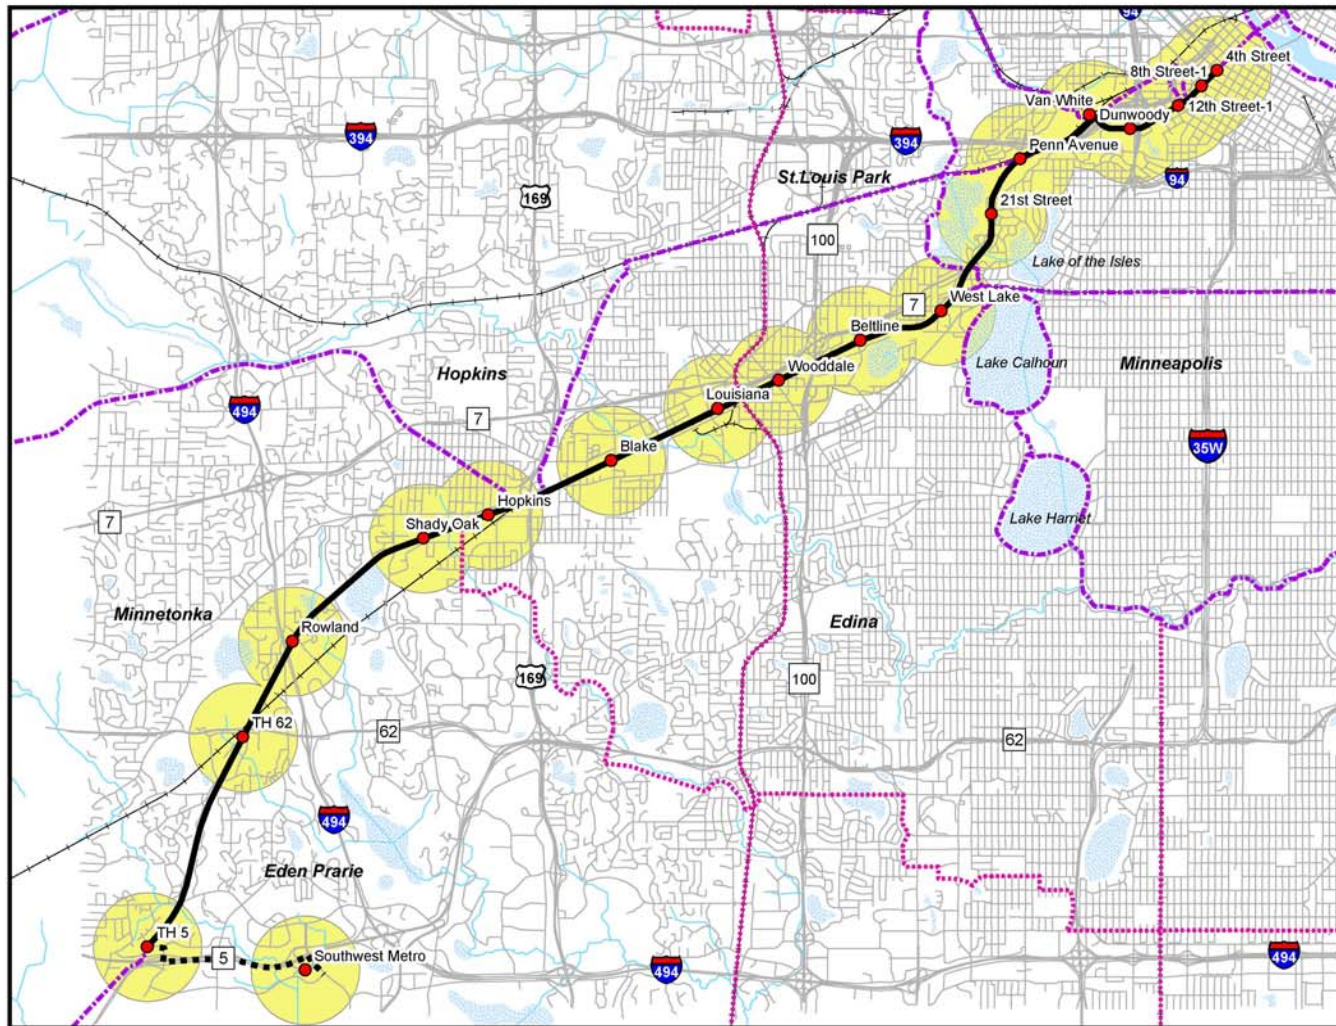 94
4th Street
8th Street-1
Van White
12th Street-1
Dunwoody
394
394
Penn Avenue
St.Louis Park
94
169
21st Street
100
Lake of the Isles
7
West Lake
Beltline
Lake Calhoun
Minneapolis
Hopkins
Wooddale
494
Louisiana
7
Blake
35W
Hopkins
7
Shady Oak
Lake Harriet
Minnetonka
Rowland
Edina
169
100
TH 62
62
62
494
Eden Prarie
TH 5
5
Southwest Metro
494
494